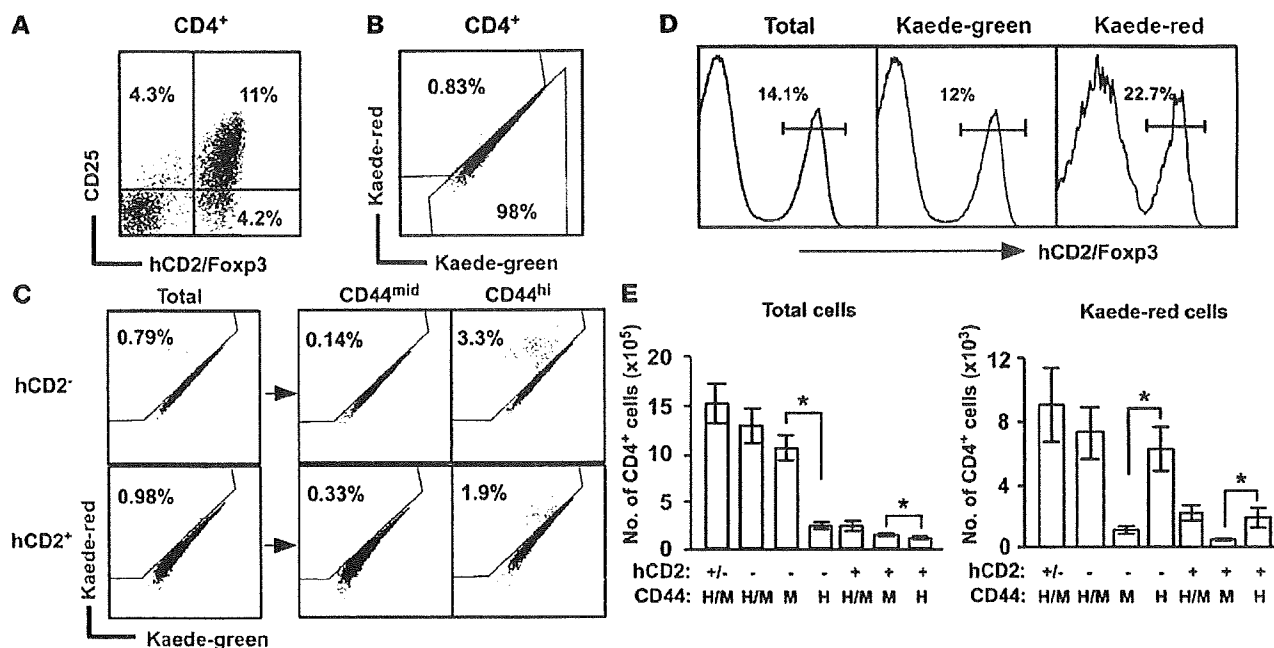 A
CD4+
4.3%
11%
4.2%
CD25
hCD2/Foxp3
B
CD4+
0.83%
98%
Kaede-red
Kaede-green
C
Total
CD44mid
CD44hi
hCD2-
0.79%
0.14%
3.3%
hCD2+
0.98%
0.33%
1.9%
Kaede-red
Kaede-green
D
Total
Kaede-green
Kaede-red
14.1%
12%
22.7%
hCD2/Foxp3
E
Total cells
No. of CD4+ cells (x10^5)
20
15
10
5
0
*
*
hCD2: +/- - - - + + +
CD44: H/M H/M M H H/M M H
Kaede-red cells
No. of CD4+ cells (x10^3)
12
8
4
0
*
*
hCD2: +/- - - - + + +
CD44: H/M H/M M H H/M M H